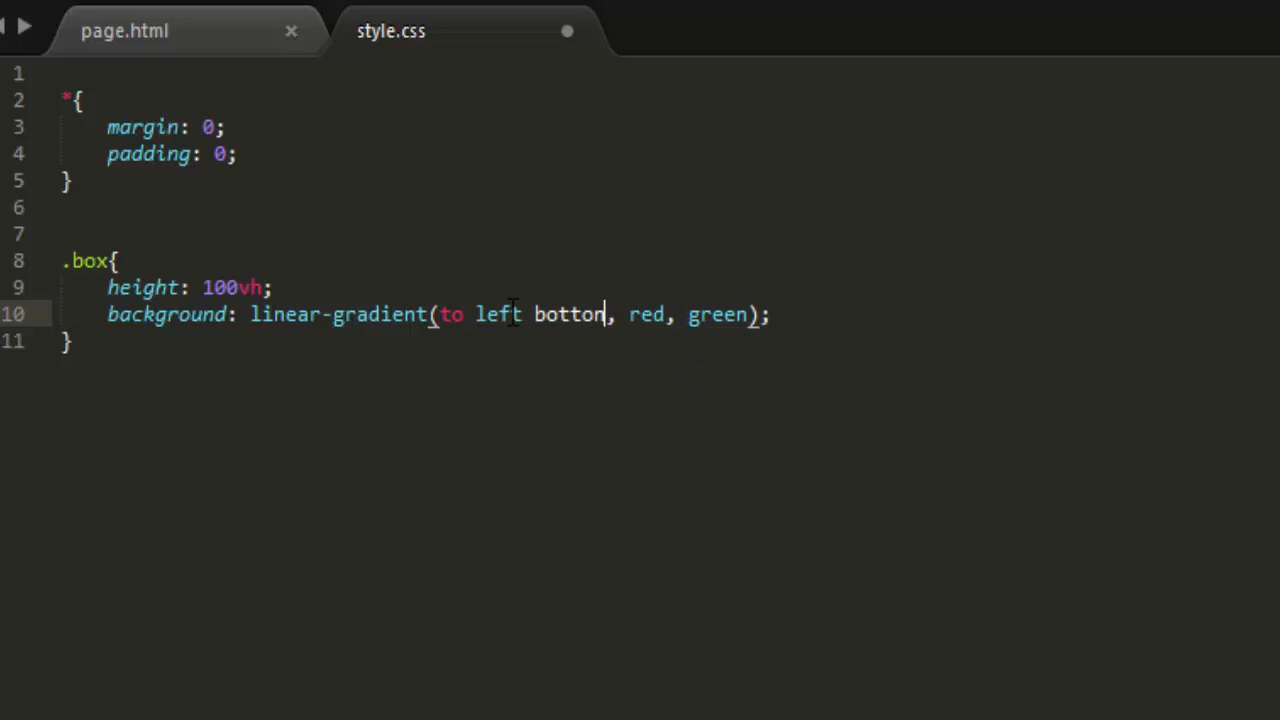 page.html × style.css
1
2 *{
3 margin: 0;
4 padding: 0;
5 }
6
7
8 .box{
9 height: 100vh;
10 background: linear-gradient(to left botton, red, green);
11 }